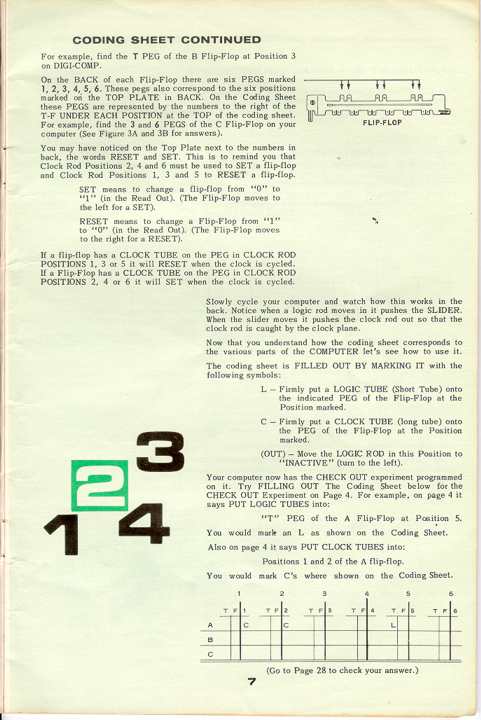 CODING SHEET CONTINUED
For example, find the T PEG of the B Flip-Flop at Position 3
on DIGI-COMP.
On the BACK of each Flip-Flop there are six PEGS marked
1, 2, 3, 4, 5, 6. These pegs also correspond to the six positions
marked on the TOP PLATE in BACK. On the Coding Sheet
these PEGS are represented by the numbers to the right of the
T-F UNDER EACH POSITION at the TOP of the coding sheet.
For example, find the 3 and 6 PEGS of the C Flip-Flop on your
computer (See Figure 3A and 3B for answers).
FLIP-FLOP
You may have noticed on the Top Plate next to the numbers in
back, the words RESET and SET. This is to remind you that
Clock Rod Positions 2, 4 and 6 must be used to SET a flip-flop
and Clock Rod Positions 1, 3 and 5 to RESET a flip-flop.
SET means to change a flip-flop from "0" to
"1" (in the Read Out). (The Flip-Flop moves to
the left for a SET).
RESET means to change a Flip-Flop from "1"
to "0" (in the Read Out). (The Flip-Flop moves
to the right for a RESET).
If a flip-flop has a CLOCK TUBE on the PEG in CLOCK ROD
POSITIONS 1, 3 or 5 it will RESET when the clock is cycled.
If a Flip-Flop has a CLOCK TUBE on the PEG in CLOCK ROD
POSITIONS 2, 4 or 6 it will SET when the clock is cycled.
Slowly cycle your computer and watch how this works in the
back. Notice when a logic rod moves in it pushes the SLIDER.
When the slider moves it pushes the clock rod out so that the
clock rod is caught by the clock plane.
Now that you understand how the coding sheet corresponds to
the various parts of the COMPUTER let's see how to use it.
The coding sheet is FILLED OUT BY MARKING IT with the
following symbols:
L – Firmly put a LOGIC TUBE (Short Tube) onto
the indicated PEG of the Flip-Flop at the
Position marked.
C – Firmly put a CLOCK TUBE (long tube) onto
the PEG of the Flip-Flop at the Position
marked.
(OUT) – Move the LOGIC ROD in this Position to
"INACTIVE" (turn to the left).
3
2
1 4
Your computer now has the CHECK OUT experiment programmed
on it. Try FILLING OUT The Coding Sheet below for the
CHECK OUT Experiment on Page 4. For example, on page 4 it
says PUT LOGIC TUBES into:
"T" PEG of the A Flip-Flop at Position 5.
You would mark an L as shown on the Coding Sheet.
Also on page 4 it says PUT CLOCK TUBES into:
Positions 1 and 2 of the A flip-flop.
You would mark C's where shown on the Coding Sheet.
1 2 3 4 5 6
T F 1 T F 2 T F 3 T F 4 T F 5 T F 6
A C C L
B
C
(Go to Page 28 to check your answer.)
7